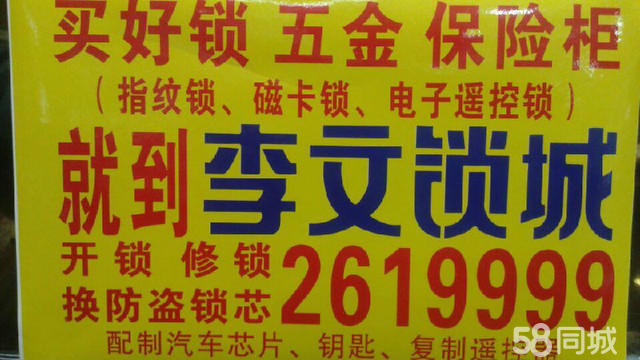 买好锁 五金 保险柜
（指纹锁、磁卡锁、电子遥控锁）
就到李文锁城
开锁 修锁
换防盗锁芯
2619999
配制汽车芯片、钥匙、复制遥控器
58同城